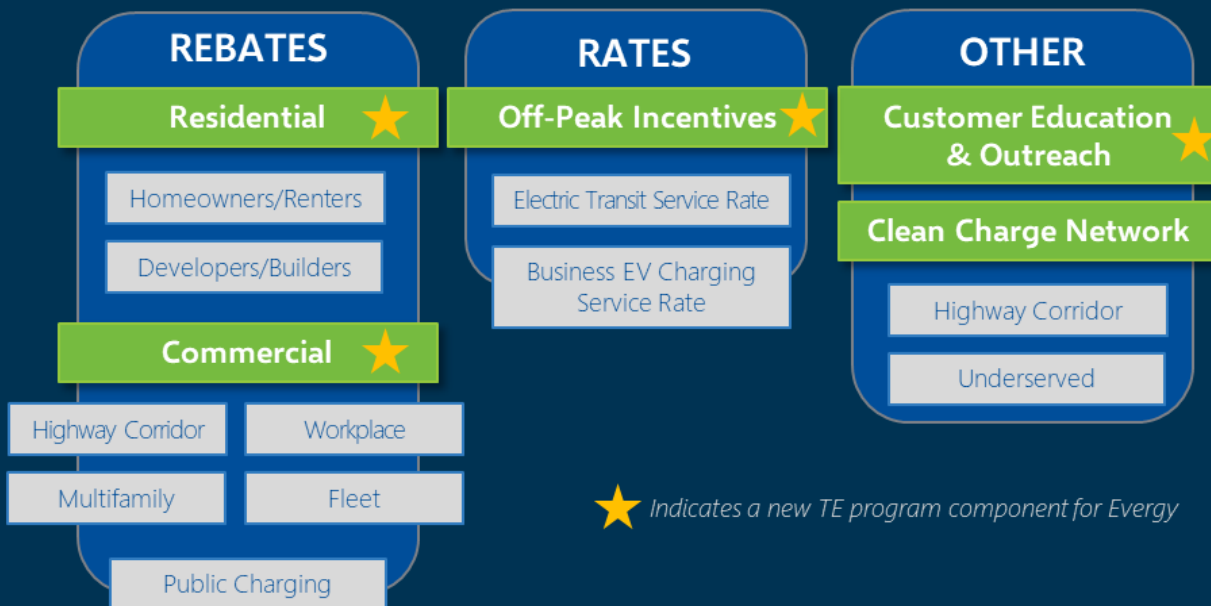 REBATES
Residential
Homeowners/Renters
Developers/Builders
Commercial
Highway Corridor
Workplace
Multifamily
Fleet
Public Charging
RATES
Off-Peak Incentives
Electric Transit Service Rate
Business EV Charging
Service Rate
OTHER
Customer Education
& Outreach
Clean Charge Network
Highway Corridor
Underserved
Indicates a new TE program component for Evergy